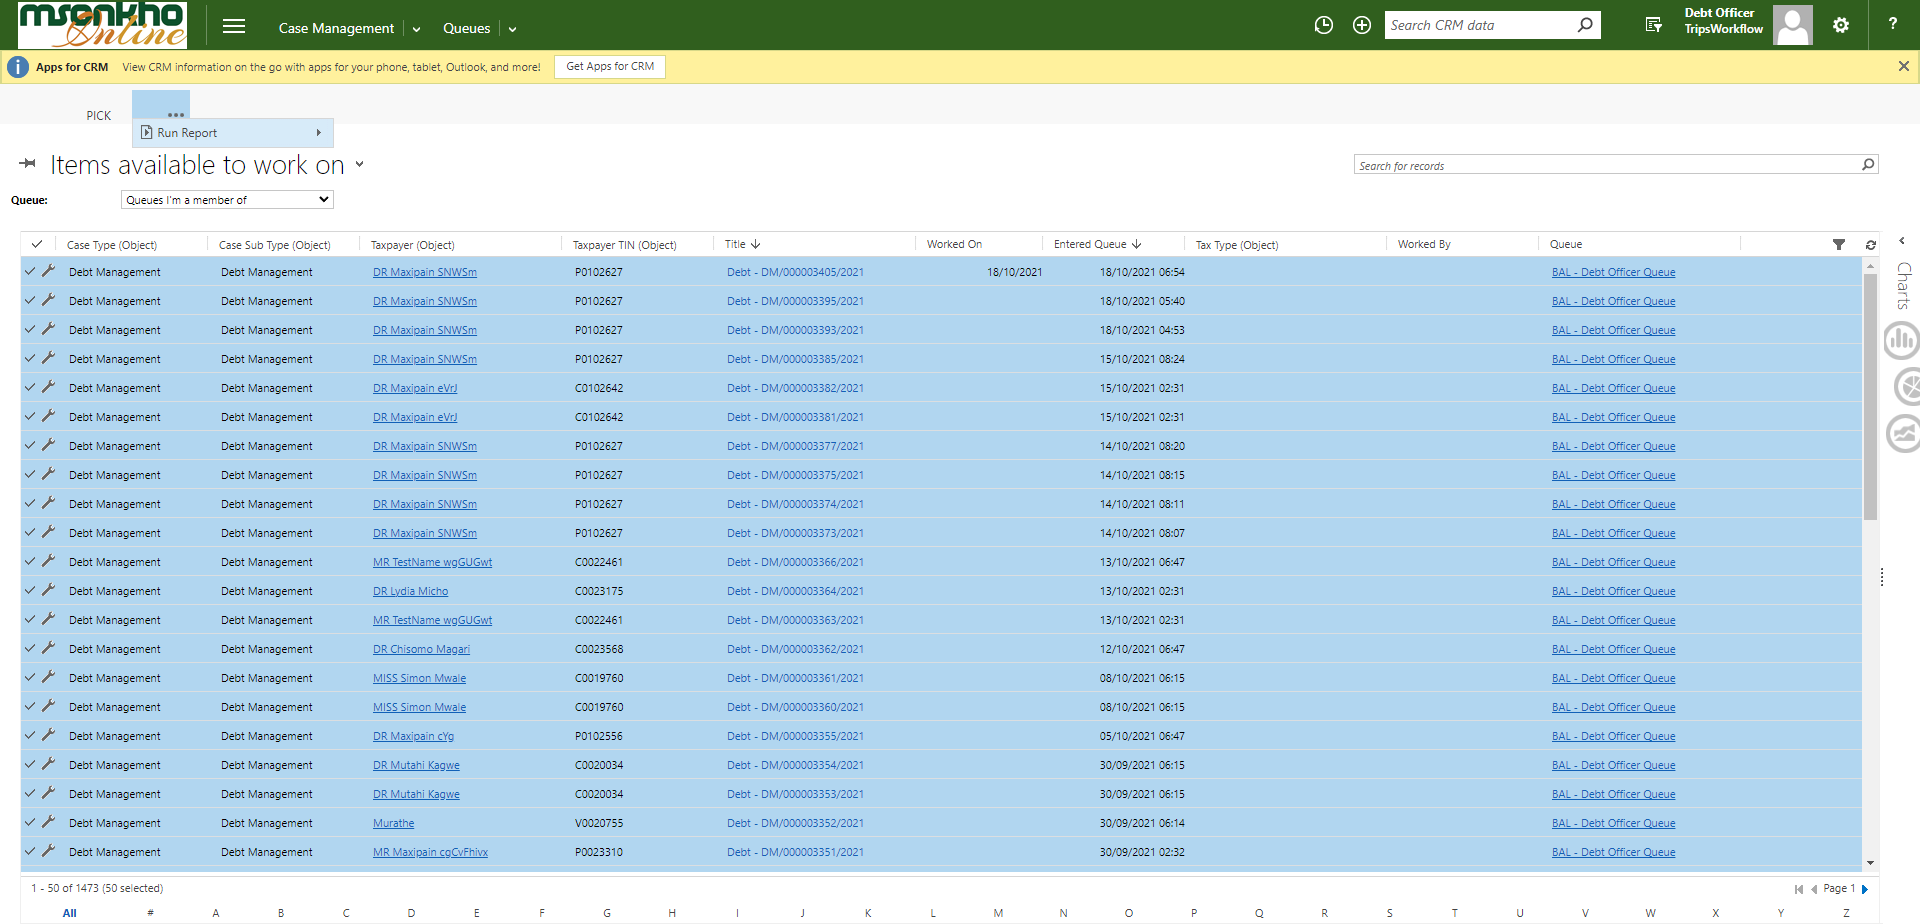 msonkho Online
Case Management
Queues
Search CRM data
Debt Officer
TripsWorkflow
?
Apps for CRM View CRM information on the go with apps for your phone, tablet, Outlook, and more! Get Apps for CRM
PICK ...
Run Report
Items available to work on
Search for records
Queue: Queues I'm a member of
Case Type (Object) Case Sub Type (Object) Taxpayer (Object) Taxpayer TIN (Object) Title Worked On Entered Queue Tax Type (Object) Worked By Queue
Charts
Debt Management Debt Management DR Maxipain SNWSm P0102627 Debt - DM/000003405/2021 18/10/2021 18/10/2021 06:54 BAL - Debt Officer Queue
Debt Management Debt Management DR Maxipain SNWSm P0102627 Debt - DM/000003395/2021 18/10/2021 05:40 BAL - Debt Officer Queue
Debt Management Debt Management DR Maxipain SNWSm P0102627 Debt - DM/000003393/2021 18/10/2021 04:53 BAL - Debt Officer Queue
Debt Management Debt Management DR Maxipain SNWSm P0102627 Debt - DM/000003385/2021 15/10/2021 08:24 BAL - Debt Officer Queue
Debt Management Debt Management DR Maxipain eVrJ C0102642 Debt - DM/000003382/2021 15/10/2021 02:31 BAL - Debt Officer Queue
Debt Management Debt Management DR Maxipain eVrJ C0102642 Debt - DM/000003381/2021 15/10/2021 02:31 BAL - Debt Officer Queue
Debt Management Debt Management DR Maxipain SNWSm P0102627 Debt - DM/000003377/2021 14/10/2021 08:20 BAL - Debt Officer Queue
Debt Management Debt Management DR Maxipain SNWSm P0102627 Debt - DM/000003375/2021 14/10/2021 08:15 BAL - Debt Officer Queue
Debt Management Debt Management DR Maxipain SNWSm P0102627 Debt - DM/000003374/2021 14/10/2021 08:11 BAL - Debt Officer Queue
Debt Management Debt Management DR Maxipain SNWSm P0102627 Debt - DM/000003373/2021 14/10/2021 08:07 BAL - Debt Officer Queue
Debt Management Debt Management MR TestName wgGUGwt C0022461 Debt - DM/000003366/2021 13/10/2021 06:47 BAL - Debt Officer Queue
Debt Management Debt Management DR Lydia Micho C0023175 Debt - DM/000003364/2021 13/10/2021 02:31 BAL - Debt Officer Queue
Debt Management Debt Management MR TestName wgGUGwt C0022461 Debt - DM/000003363/2021 13/10/2021 02:31 BAL - Debt Officer Queue
Debt Management Debt Management DR Chisomo Magari C0023568 Debt - DM/000003362/2021 12/10/2021 06:47 BAL - Debt Officer Queue
Debt Management Debt Management MISS Simon Mwale C0019760 Debt - DM/000003361/2021 08/10/2021 06:15 BAL - Debt Officer Queue
Debt Management Debt Management MISS Simon Mwale C0019760 Debt - DM/000003360/2021 08/10/2021 06:15 BAL - Debt Officer Queue
Debt Management Debt Management DR Maxipain cYg P0102556 Debt - DM/000003355/2021 05/10/2021 06:47 BAL - Debt Officer Queue
Debt Management Debt Management DR Mutahi Kagwe C0020034 Debt - DM/000003354/2021 30/09/2021 06:15 BAL - Debt Officer Queue
Debt Management Debt Management DR Mutahi Kagwe C0020034 Debt - DM/000003353/2021 30/09/2021 06:15 BAL - Debt Officer Queue
Debt Management Debt Management Murathe V0020755 Debt - DM/000003352/2021 30/09/2021 06:14 BAL - Debt Officer Queue
Debt Management Debt Management MR Maxipain cgCvFhivx P0023310 Debt - DM/000003351/2021 30/09/2021 02:32 BAL - Debt Officer Queue
1 - 50 of 1473 (50 selected) Page 1
All # A B C D E F G H I J K L M N O P Q R S T U V W X Y Z